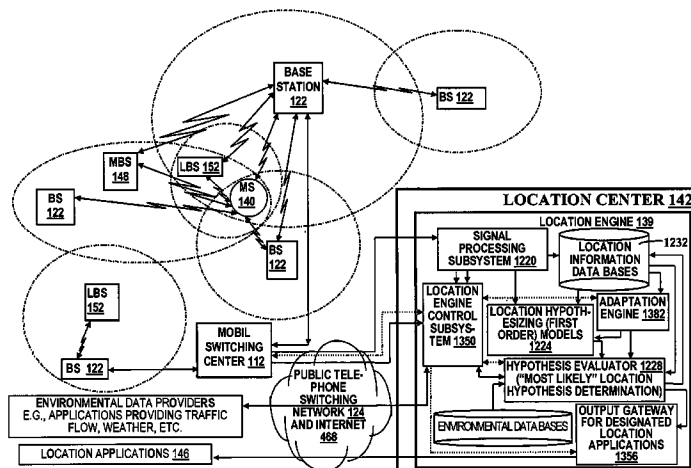 BASE
STATION
122
BS 122
MBS
148
LBS 152
MS
140
BS
122
BS
122
LBS
152
BS 122
MOBIL
SWITCHING
CENTER 112
PUBLIC TELE-
PHONE
SWITCHING
NETWORK 124
AND INTERNET
468
ENVIRONMENTAL DATA PROVIDERS
E.G., APPLICATIONS PROVIDING TRAFFIC
FLOW, WEATHER, ETC.
LOCATION APPLICATIONS 146
LOCATION CENTER 142
LOCATION ENGINE 139
1232
SIGNAL
PROCESSING
SUBSYSTEM 1220
LOCATION
INFORMATION
DATA BASES
LOCATION
ENGINE
CONTROL
SUBSYS-
TEM 1350
LOCATION HYPOTH-
ESIZING (FIRST
ORDER) MODELS
1224
ADAPTATION
ENGINE 1382
HYPOTHESIS EVALUATOR 1228
("MOST LIKELY" LOCATION
HYPOTHESIS DETERMINATION)
ENVIRONMENTAL DATA BASES
OUTPUT GATEWAY
FOR DESIGNATED
LOCATION
APPLICATIONS
1356